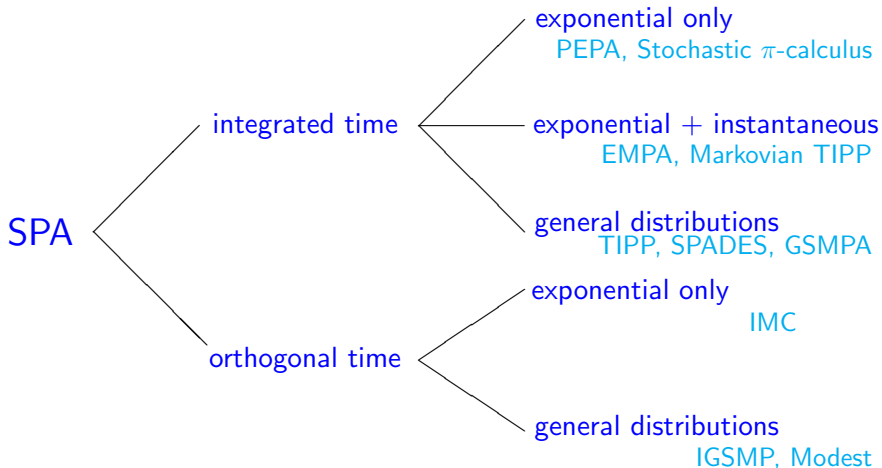 exponential only
PEPA, Stochastic π-calculus
integrated time
exponential + instantaneous
EMPA, Markovian TIPP
general distributions
TIPP, SPADES, GSMPA
SPA
exponential only
IMC
orthogonal time
general distributions
IGSMP, Modest